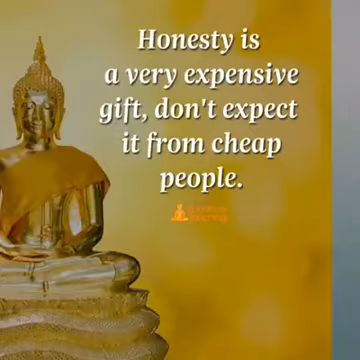 Honesty is
a very expensive
gift, don't expect
it from cheap
people.